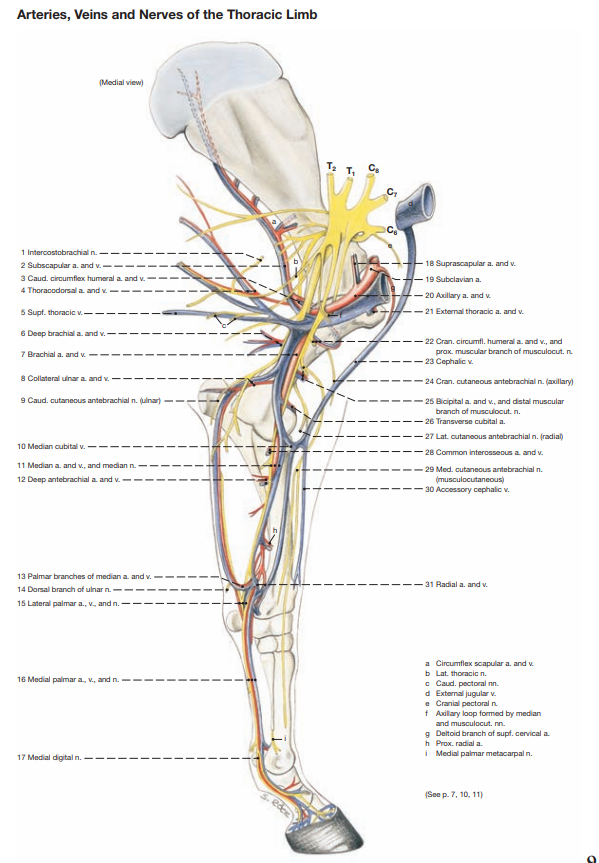 Arteries, Veins and Nerves of the Thoracic Limb
(Medial view)
T2 T1 C8
C7
C6
d
e
a
b
g
f
c
h
i
1 Intercostobrachial n.
2 Subscapular a. and v.
3 Caud. circumflex humeral a. and v.
4 Thoracodorsal a. and v.
5 Supf. thoracic v.
6 Deep brachial a. and v.
7 Brachial a. and v.
8 Collateral ulnar a. and v.
9 Caud. cutaneous antebrachial n. (ulnar)
10 Median cubital v.
11 Median a. and v., and median n.
12 Deep antebrachial a. and v.
13 Palmar branches of median a. and v.
14 Dorsal branch of ulnar n.
15 Lateral palmar a., v., and n.
16 Medial palmar a., v., and n.
17 Medial digital n.
18 Suprascapular a. and v.
19 Subclavian a.
20 Axillary a. and v.
21 External thoracic a. and v.
22 Cran. circumfl. humeral a. and v., and
prox. muscular branch of musculocut. n.
23 Cephalic v.
24 Cran. cutaneous antebrachial n. (axillary)
25 Bicipital a. and v., and distal muscular
branch of musculocut. n.
26 Transverse cubital a.
27 Lat. cutaneous antebrachial n. (radial)
28 Common interosseous a. and v.
29 Med. cutaneous antebrachial n.
(musculocutaneous)
30 Accessory cephalic v.
31 Radial a. and v.
a Circumflex scapular a. and v.
b Lat. thoracic n.
c Caud. pectoral nn.
d External jugular v.
e Cranial pectoral n.
f Axillary loop formed by median
and musculocut. nn.
g Deltoid branch of supf. cervical a.
h Prox. radial a.
i Medial palmar metacarpal n.
(See p. 7, 10, 11)
9